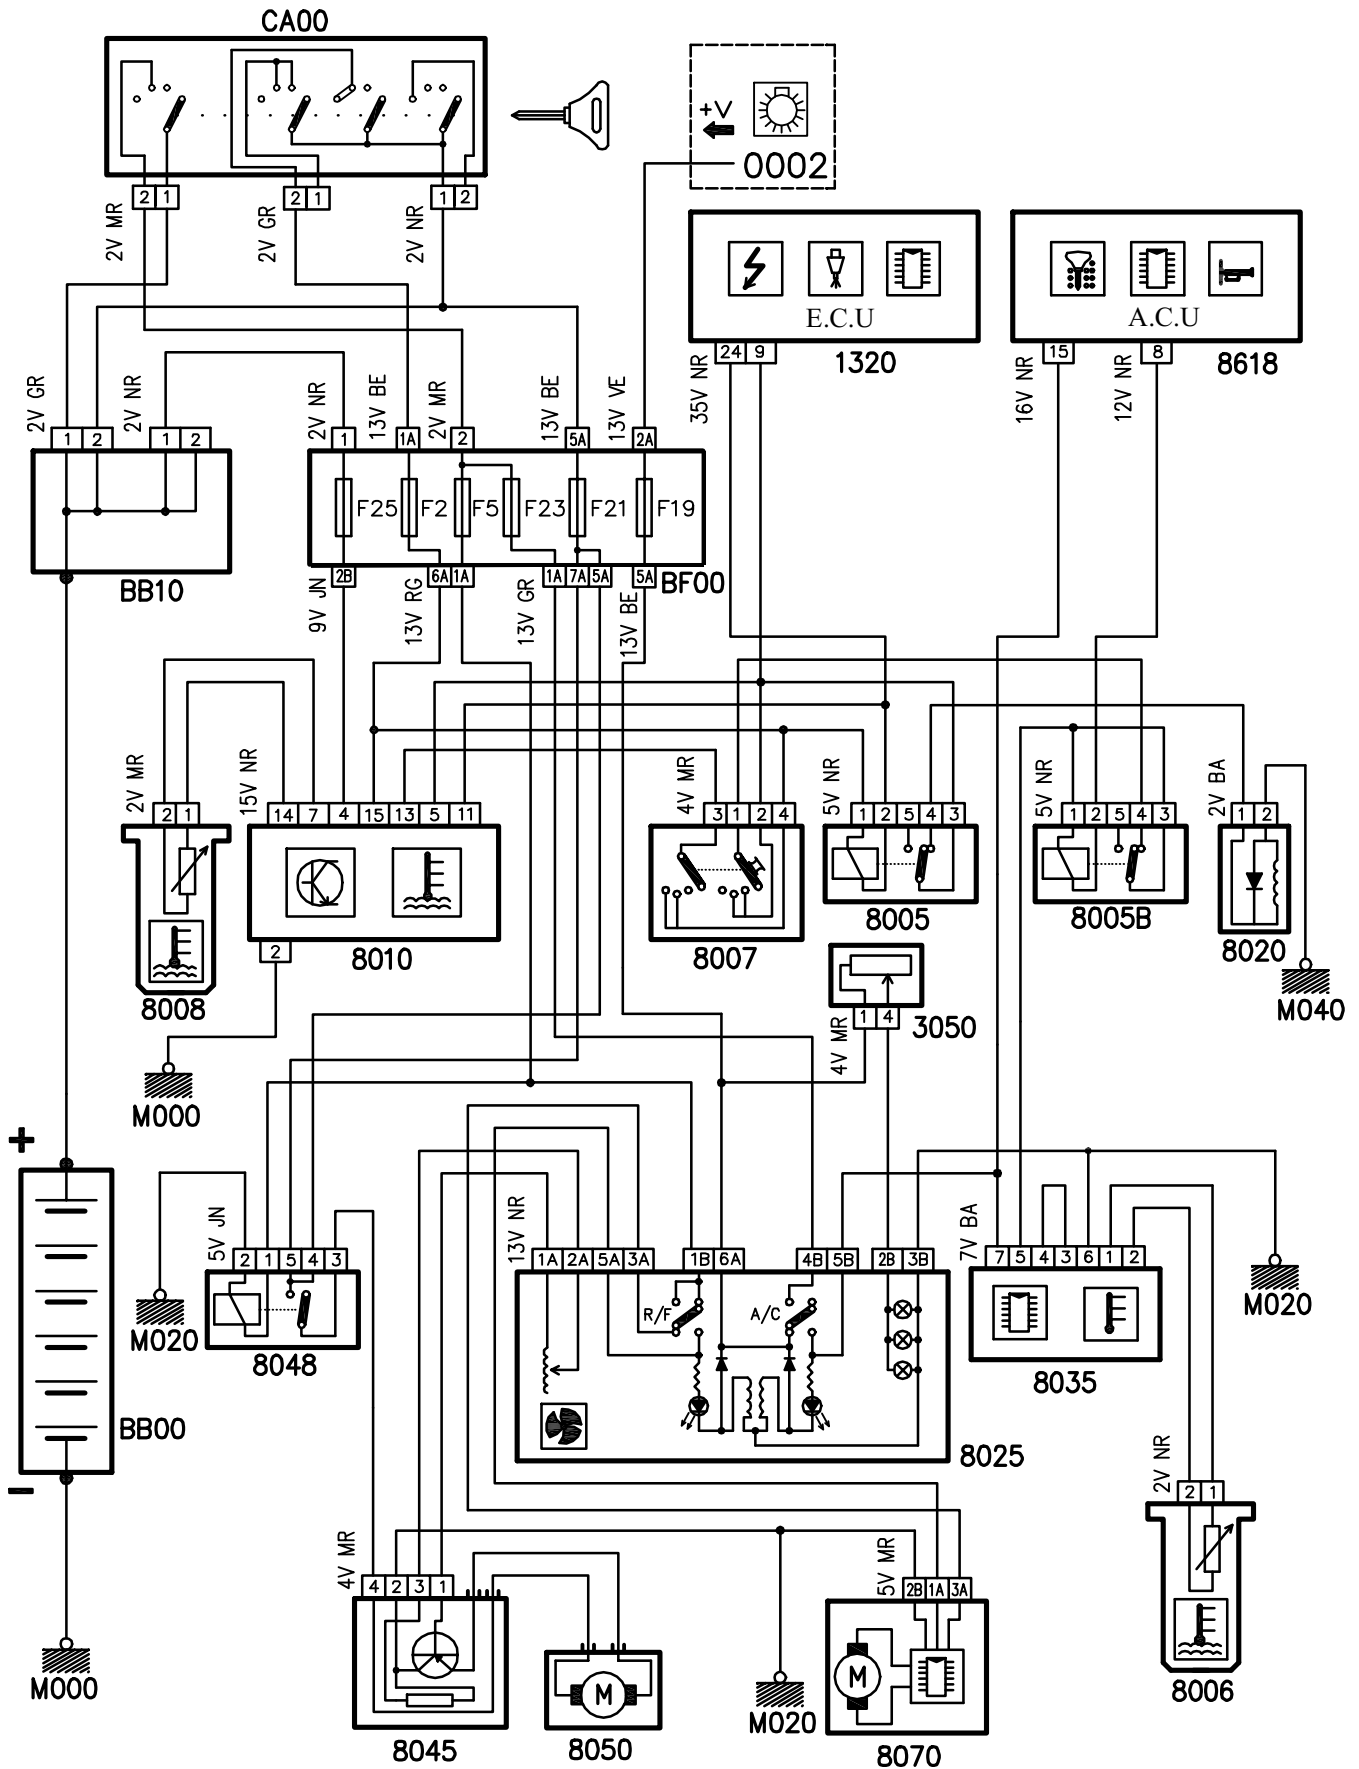 CA00
+V
0002
2 1
2 1
1 2
2V MR
2V GR
2V NR
E.C.U
A.C.U
24 9
1320
15
8
8618
35V NR
16V NR
12V NR
2V GR
2V NR
2V NR
13V BE
2V MR
13V BE
13V VE
1 2 1 2
1 1A 2 5A 2A
F25 F2 F5 F23 F21 F19
BB10
2B 6A 1A 1A 7A 5A 5A
BF00
9V JN
13V RG
13V GR
13V BE
2V MR
15V NR
4V MR
5V NR
5V NR
2V BA
2 1
14 7 4 15 13 5 11
3 1 2 4
1 2 5 4 3
1 2 5 4 3
1 2
8005
8005B
8020
2
8010
8007
8008
M040
1 4
3050
4V MR
M000
+
5V JN
13V NR
7V BA
2 1 5 4 3
1A 2A 5A 3A 1B 6A 4B 5B 2B 3B
7 5 4 3 6 1 2
M020
R/F
A/C
M020
8048
8035
BB00
8025
2V NR
2 1
-
4V MR
5V MR
4 2 3 1
2B 1A 3A
M
M
M000
8006
M020
8045
8050
8070